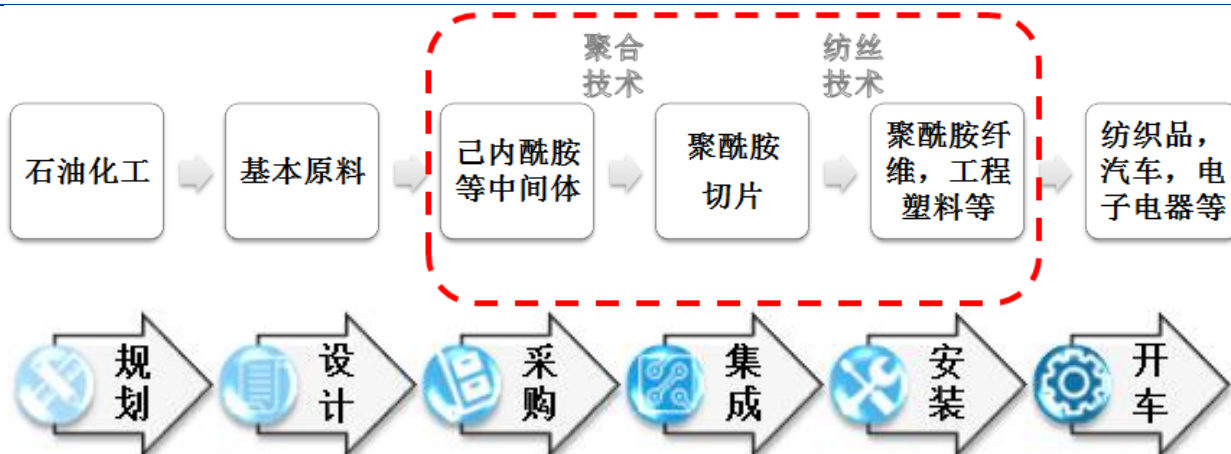 聚合
技术
纺丝
技术
石油化工
基本原料
己内酰胺
等中间体
聚酰胺
切片
聚酰胺纤
维，工程
塑料等
纺织品，
汽车，电
子电器等
规
划
设
计
采
购
集
成
安
装
开
车